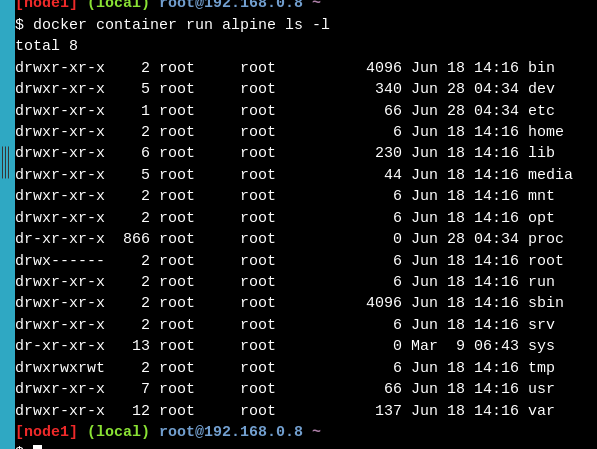 [node1] (local) root@192.168.0.8 ~
$ docker container run alpine ls -l
total 8
drwxr-xr-x    2 root     root          4096 Jun 18 14:16 bin
drwxr-xr-x    5 root     root           340 Jun 28 04:34 dev
drwxr-xr-x    1 root     root            66 Jun 28 04:34 etc
drwxr-xr-x    2 root     root             6 Jun 18 14:16 home
drwxr-xr-x    6 root     root           230 Jun 18 14:16 lib
drwxr-xr-x    5 root     root            44 Jun 18 14:16 media
drwxr-xr-x    2 root     root             6 Jun 18 14:16 mnt
drwxr-xr-x    2 root     root             6 Jun 18 14:16 opt
dr-xr-xr-x  866 root     root             0 Jun 28 04:34 proc
drwx------    2 root     root             6 Jun 18 14:16 root
drwxr-xr-x    2 root     root             6 Jun 18 14:16 run
drwxr-xr-x    2 root     root          4096 Jun 18 14:16 sbin
drwxr-xr-x    2 root     root             6 Jun 18 14:16 srv
dr-xr-xr-x   13 root     root             0 Mar  9 06:43 sys
drwxrwxrwt    2 root     root             6 Jun 18 14:16 tmp
drwxr-xr-x    7 root     root            66 Jun 18 14:16 usr
drwxr-xr-x   12 root     root           137 Jun 18 14:16 var
[node1] (local) root@192.168.0.8 ~
$